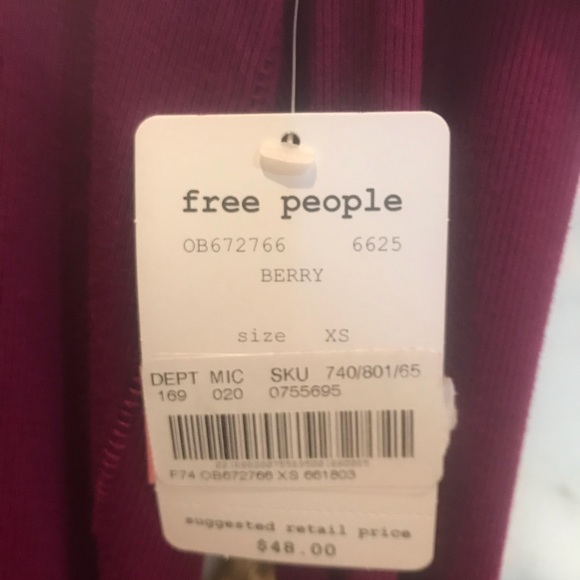 free people
OB672766 6625
BERRY
size XS
DEPT MIC SKU 740/801/65
169 020 0755695
F74 OB672766 XS 661803
suggested retail price
$48.00